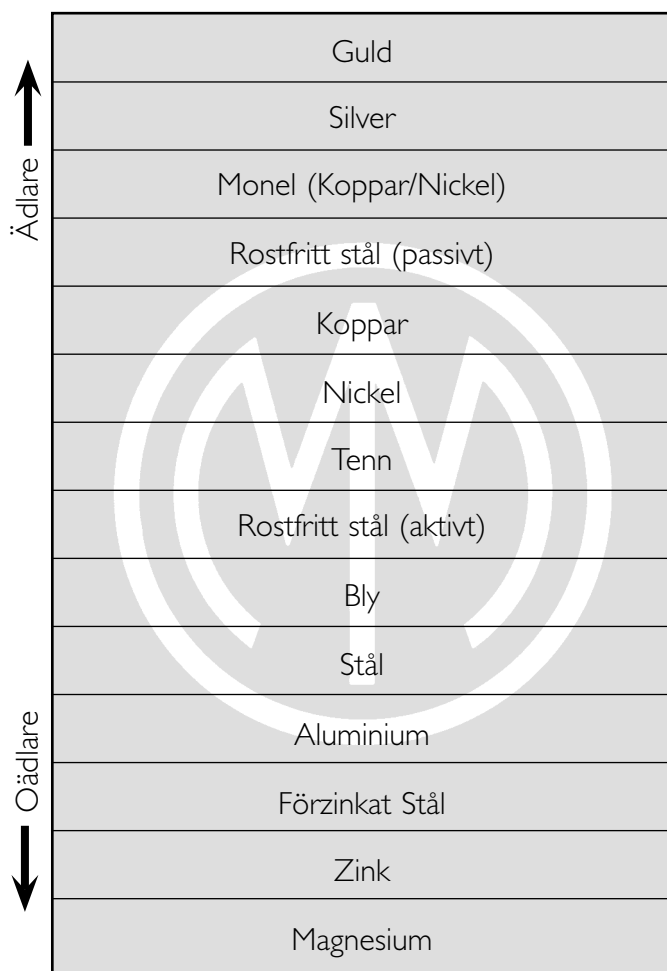 Guld
Silver
Monel (Koppar/Nickel)
Rostfritt stål (passivt)
Koppar
Nickel
Tenn
Rostfritt stål (aktivt)
Bly
Stål
Aluminium
Förzinkat Stål
Zink
Magnesium
Ädlare
Oädlare